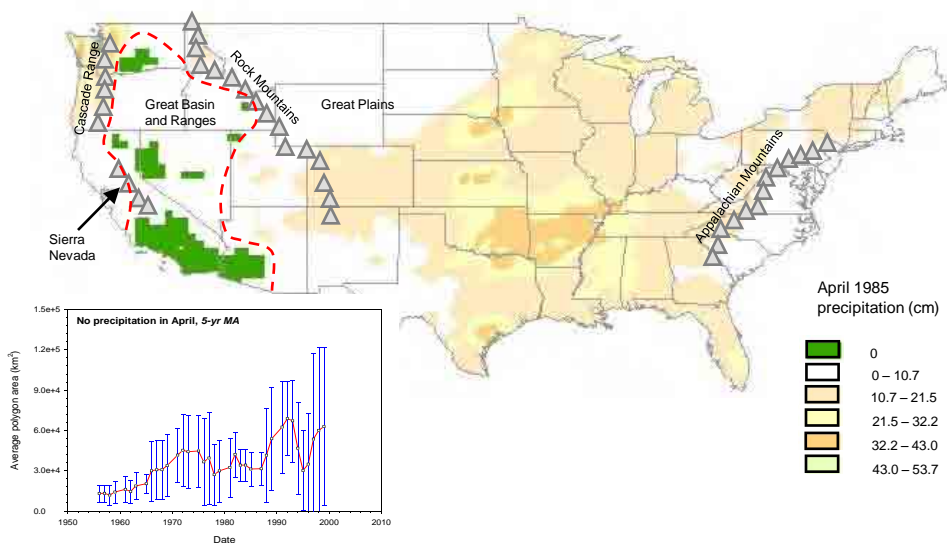 Cascade Range
Rock Mountains
Great Basin
and Ranges
Great Plains
Appalachian Mountains
Sierra
Nevada
April 1985
precipitation (cm)
0
0 – 10.7
10.7 – 21.5
21.5 – 32.2
32.2 – 43.0
43.0 – 53.7
No precipitation in April, 5-yr MA
Average polygon area (km²)
1.5e+5
1.2e+5
9.0e+4
6.0e+4
3.0e+4
0.0
1950 1960 1970 1980 1990 2000 2010
Date